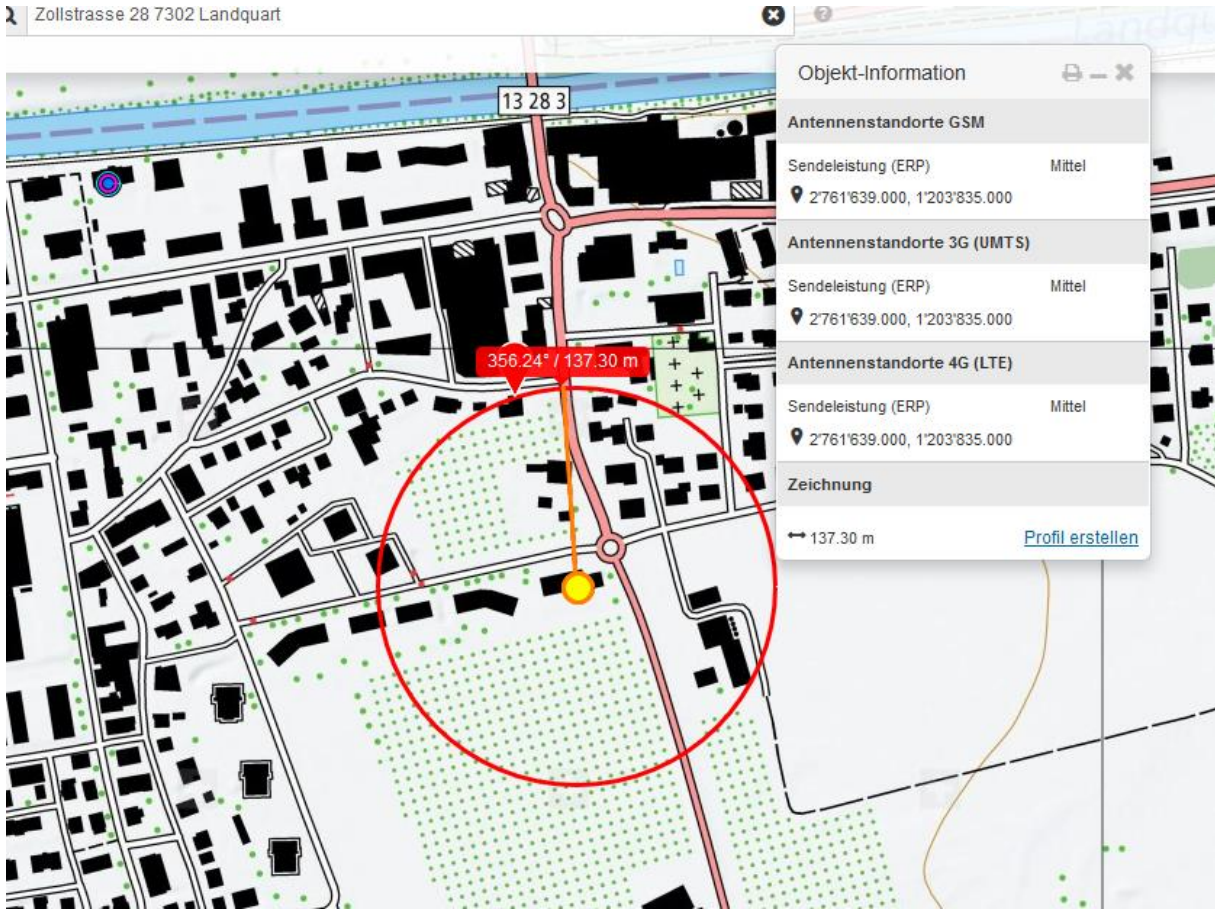 Zollstrasse 28 7302 Landquart
13 28 3
356.24° / 137.30 m
Objekt-Information
Antennenstandorte GSM
Sendeleistung (ERP) Mittel
2'761'639.000, 1'203'835.000
Antennenstandorte 3G (UMTS)
Sendeleistung (ERP) Mittel
2'761'639.000, 1'203'835.000
Antennenstandorte 4G (LTE)
Sendeleistung (ERP) Mittel
2'761'639.000, 1'203'835.000
Zeichnung
137.30 m Profil erstellen